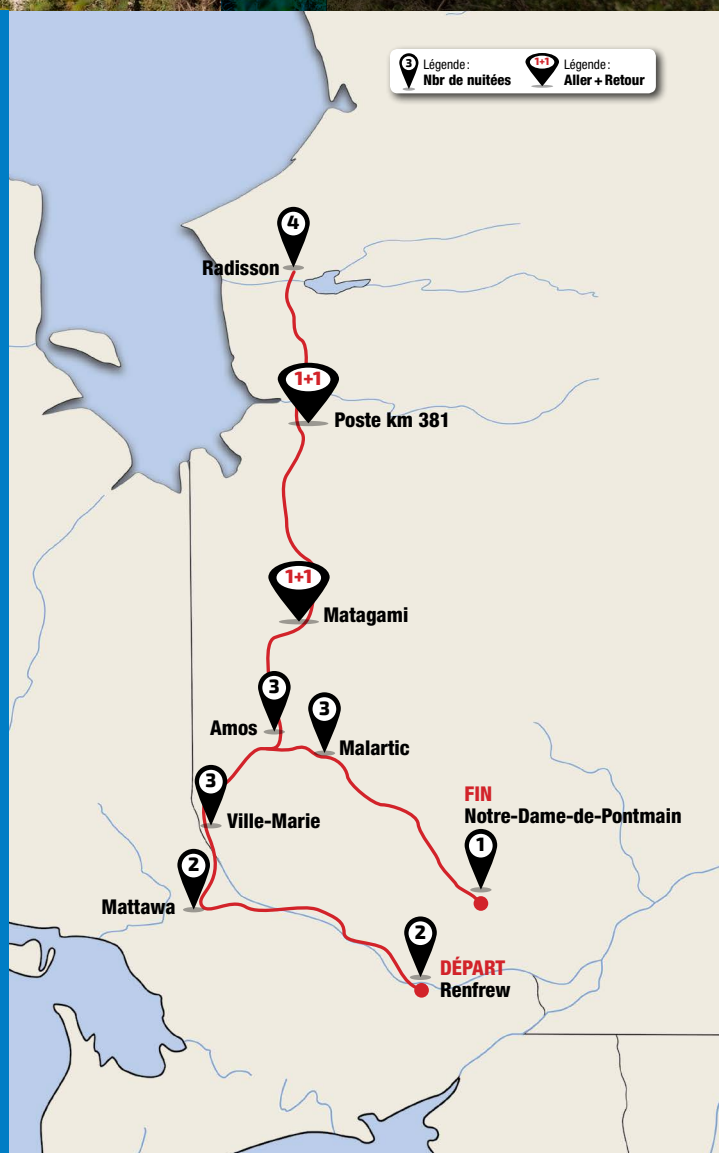 3
Légende :
Nbr de nuitées
1+1
Légende :
Aller + Retour
4
Radisson
1+1
Poste km 381
1+1
Matagami
3
Amos
3
Malartic
3
Ville-Marie
FIN
Notre-Dame-de-Pontmain
1
2
Mattawa
2
DÉPART
Renfrew